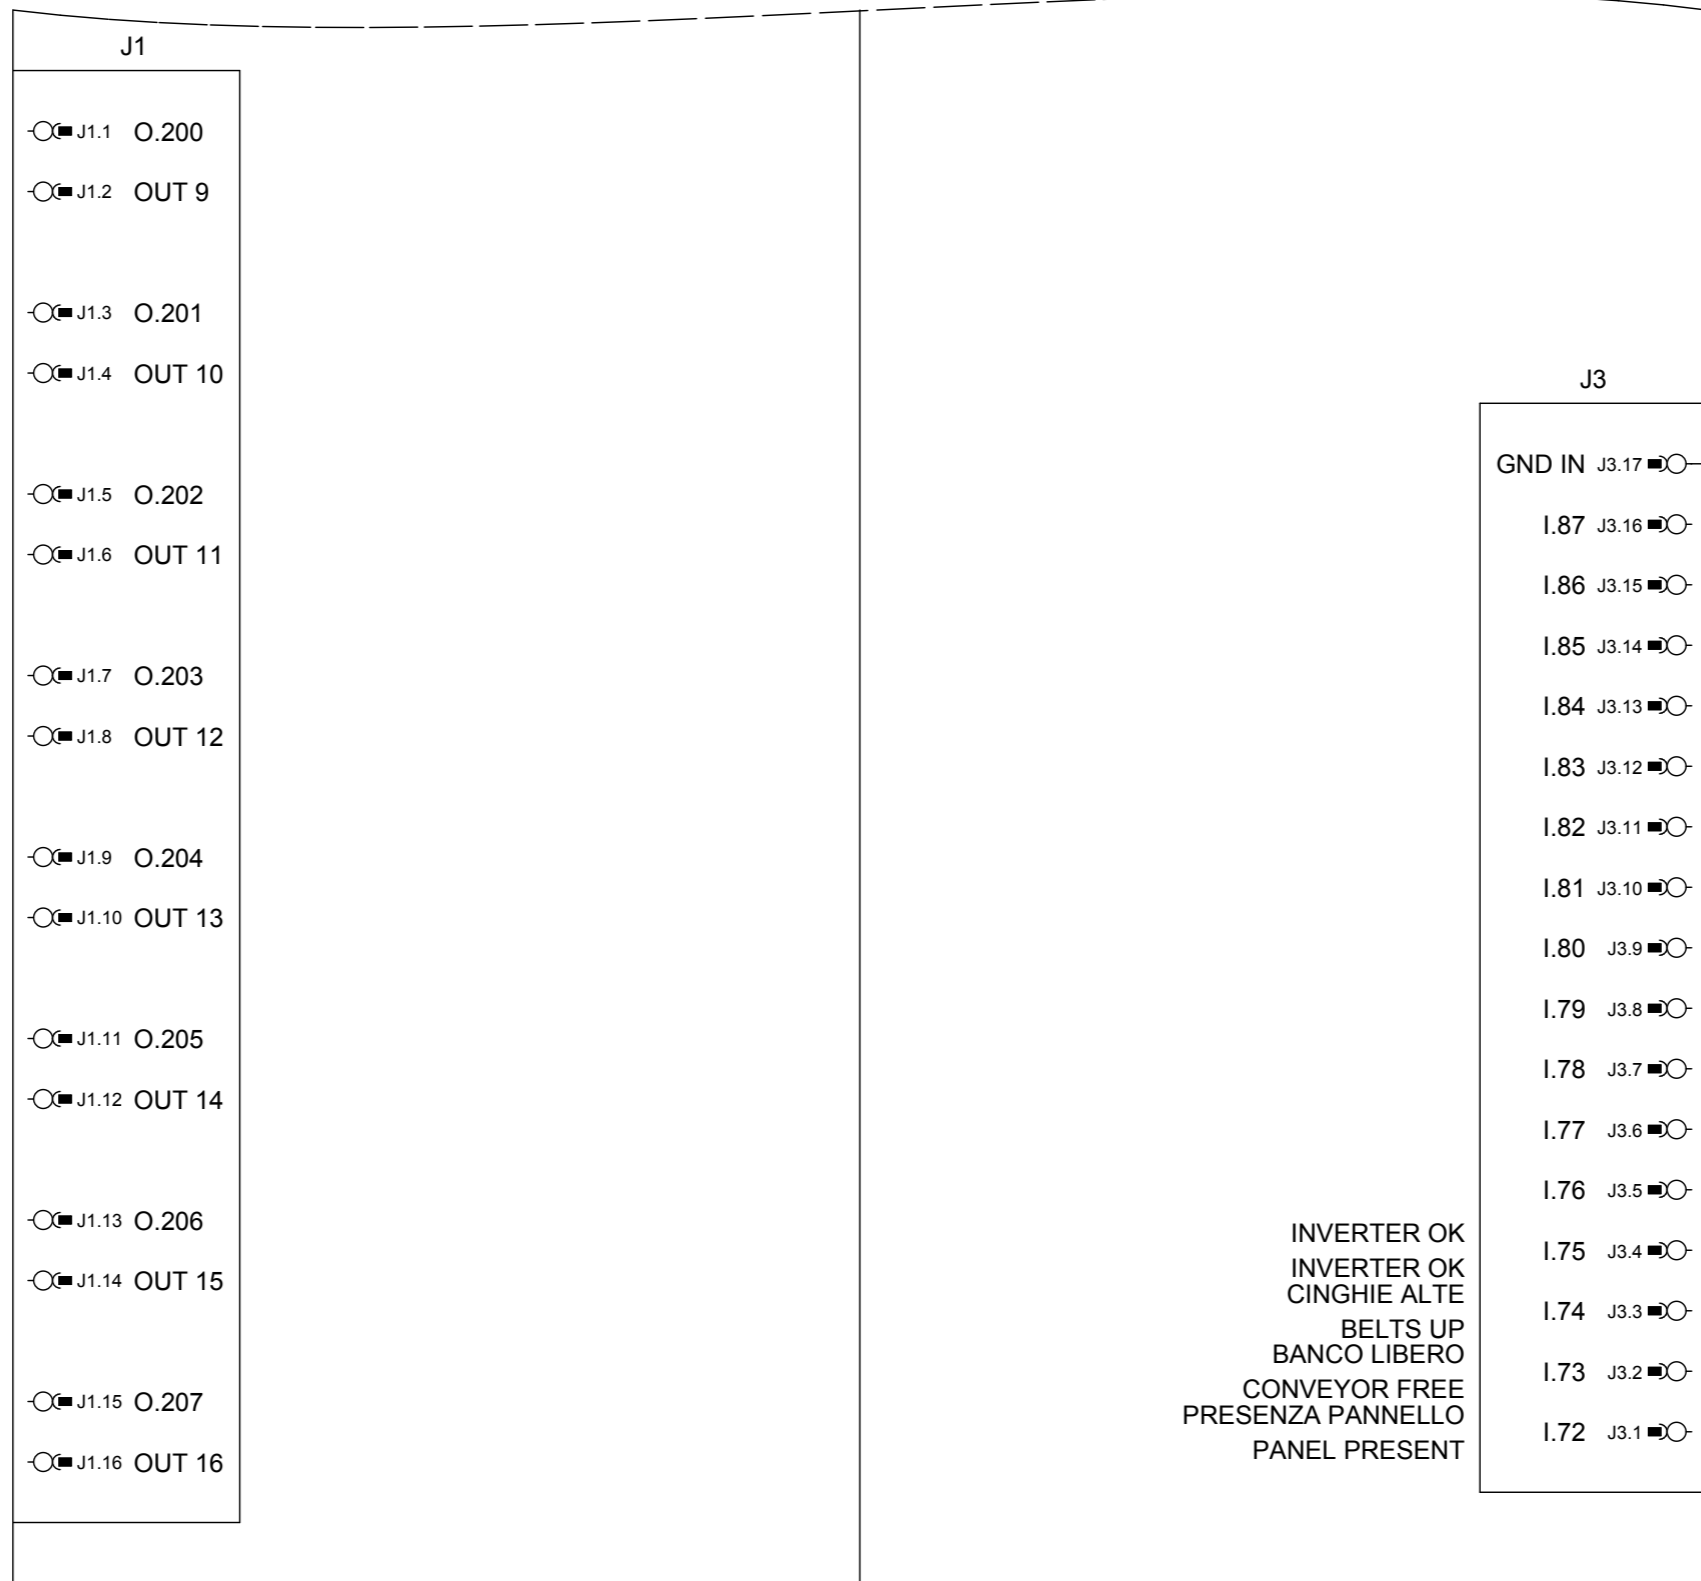 J1
J1.1 O.200
J1.2 OUT 9
J1.3 O.201
J1.4 OUT 10
J1.5 O.202
J1.6 OUT 11
J1.7 O.203
J1.8 OUT 12
J1.9 O.204
J1.10 OUT 13
J1.11 O.205
J1.12 OUT 14
J1.13 O.206
J1.14 OUT 15
J1.15 O.207
J1.16 OUT 16
J3
GND IN J3.17
I.87 J3.16
I.86 J3.15
I.85 J3.14
I.84 J3.13
I.83 J3.12
I.82 J3.11
I.81 J3.10
I.80 J3.9
I.79 J3.8
I.78 J3.7
I.77 J3.6
I.76 J3.5
INVERTER OK
I.75 J3.4
INVERTER OK
CINGHIE ALTE
I.74 J3.3
BELTS UP
BANCO LIBERO
I.73 J3.2
CONVEYOR FREE
PRESENZA PANNELLO
I.72 J3.1
PANEL PRESENT